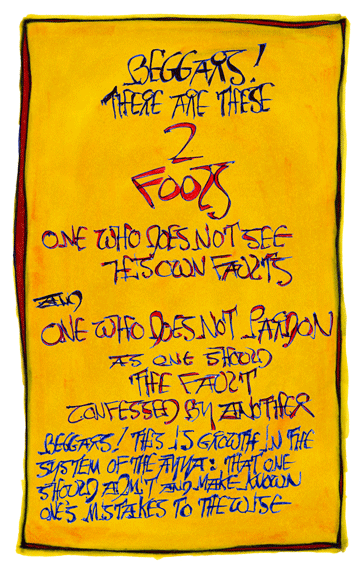 BEGGARS!
THERE ARE THESE
2
FOOLS
ONE WHO DOES NOT SEE
HIS OWN FAULTS
AND
ONE WHO DOES NOT PARDON
AS ONE SHOULD
THE FAULT
CONFESSED BY ANOTHER
BEGGARS! THIS IS GROWTH IN THE
SYSTEM OF THE AYYA: THAT ONE
SHOULD ADMIT AND MAKE KNOWN
ONE'S MISTAKES TO THE WISE